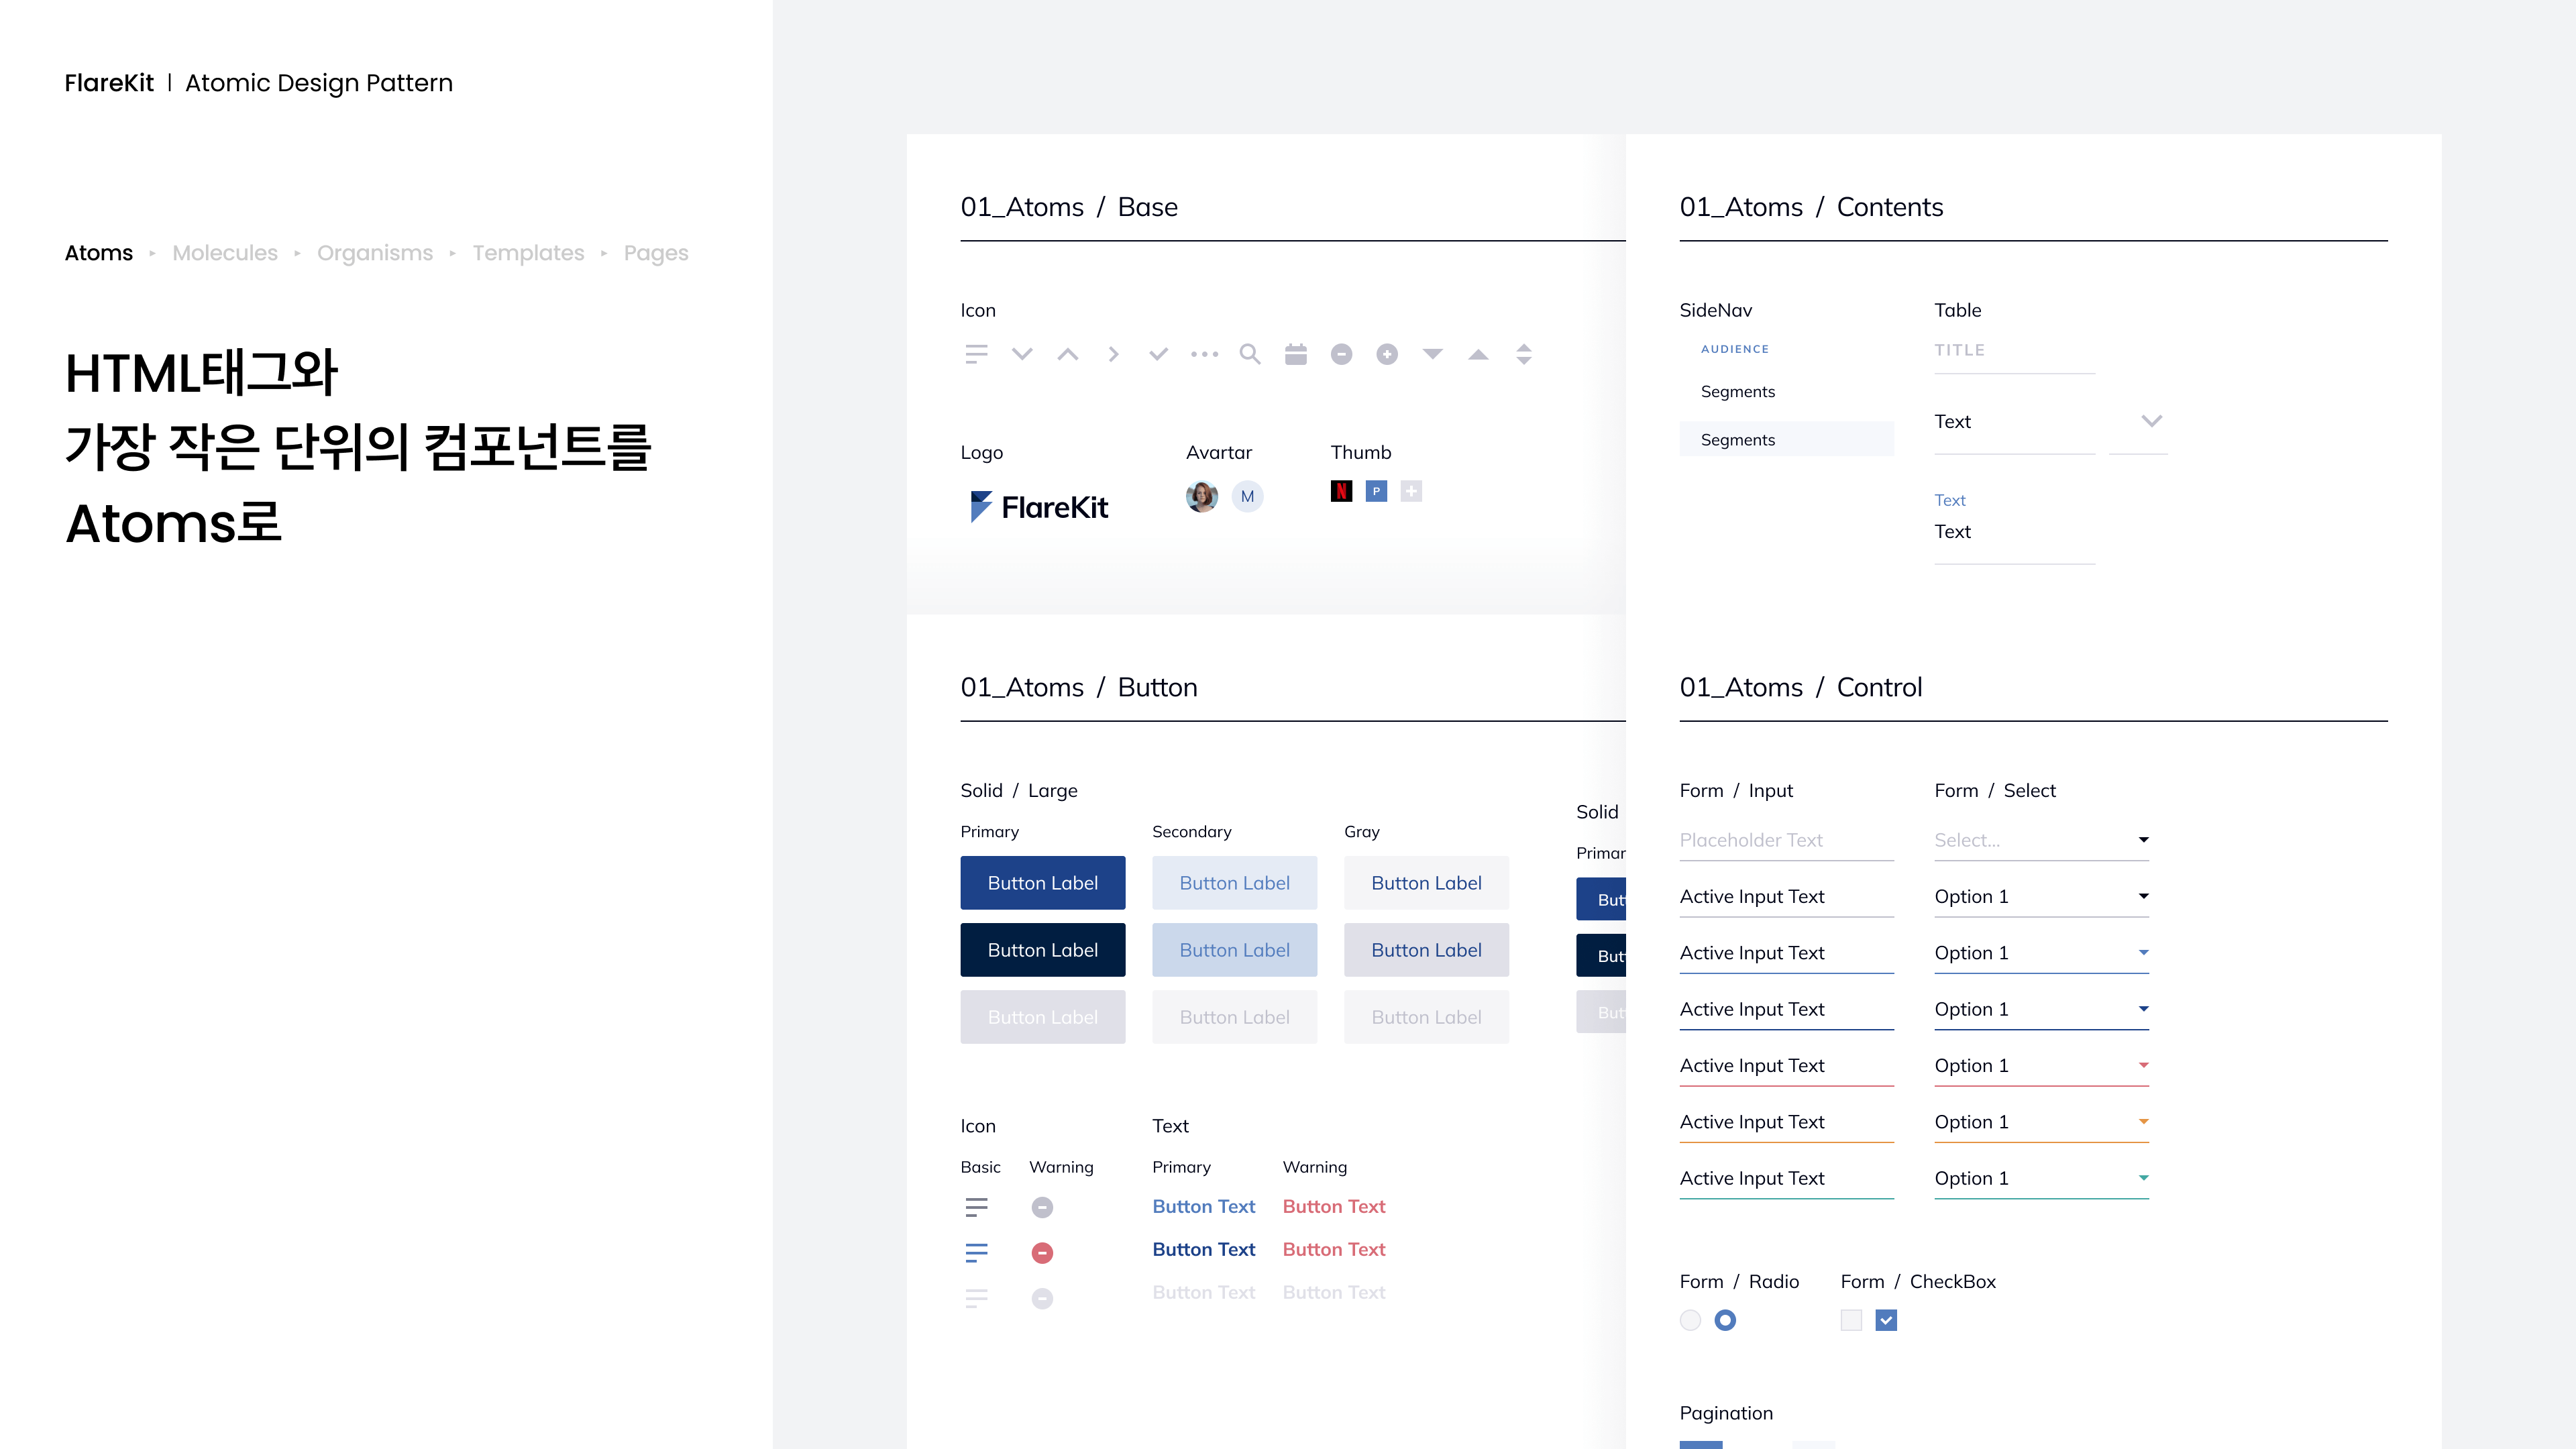 FlareKit | Atomic Design Pattern
Atoms ▸ Molecules ▸ Organisms ▸ Templates ▸ Pages
HTML태그와
가장 작은 단위의 컴포넌트를
Atoms로
01_Atoms / Base
Icon
Logo Avartar Thumb
FlareKit M N P
01_Atoms / Button
Solid / Large
Primary Secondary Gray
Button Label Button Label Button Label
Button Label Button Label Button Label
Button Label Button Label Button Label
Solid
Primar
But
But
But
Icon Text
Basic Warning Primary Warning
Button Text Button Text
Button Text Button Text
Button Text Button Text
01_Atoms / Contents
SideNav Table
AUDIENCE TITLE
Segments
Text
Segments
Text
Text
01_Atoms / Control
Form / Input Form / Select
Placeholder Text Select...
Active Input Text Option 1
Active Input Text Option 1
Active Input Text Option 1
Active Input Text Option 1
Active Input Text Option 1
Active Input Text Option 1
Form / Radio Form / CheckBox
Pagination